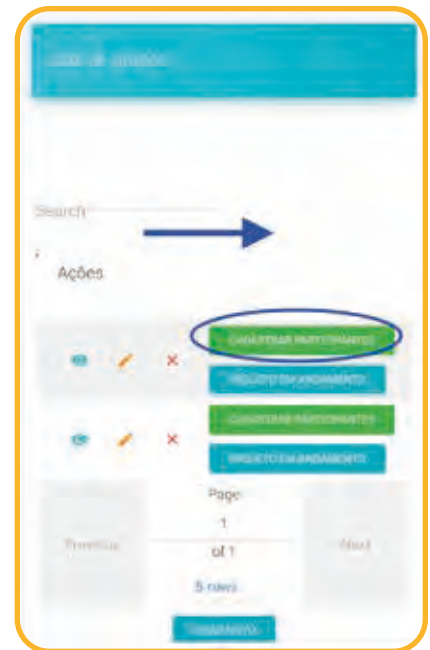 Search
Ações
CADASTRAR PARTICIPANTES
PROJETO EM ANDAMENTO
CADASTRAR PARTICIPANTES
PROJETO EM ANDAMENTO
Page
1
Previous
of 1
Next
5 rows